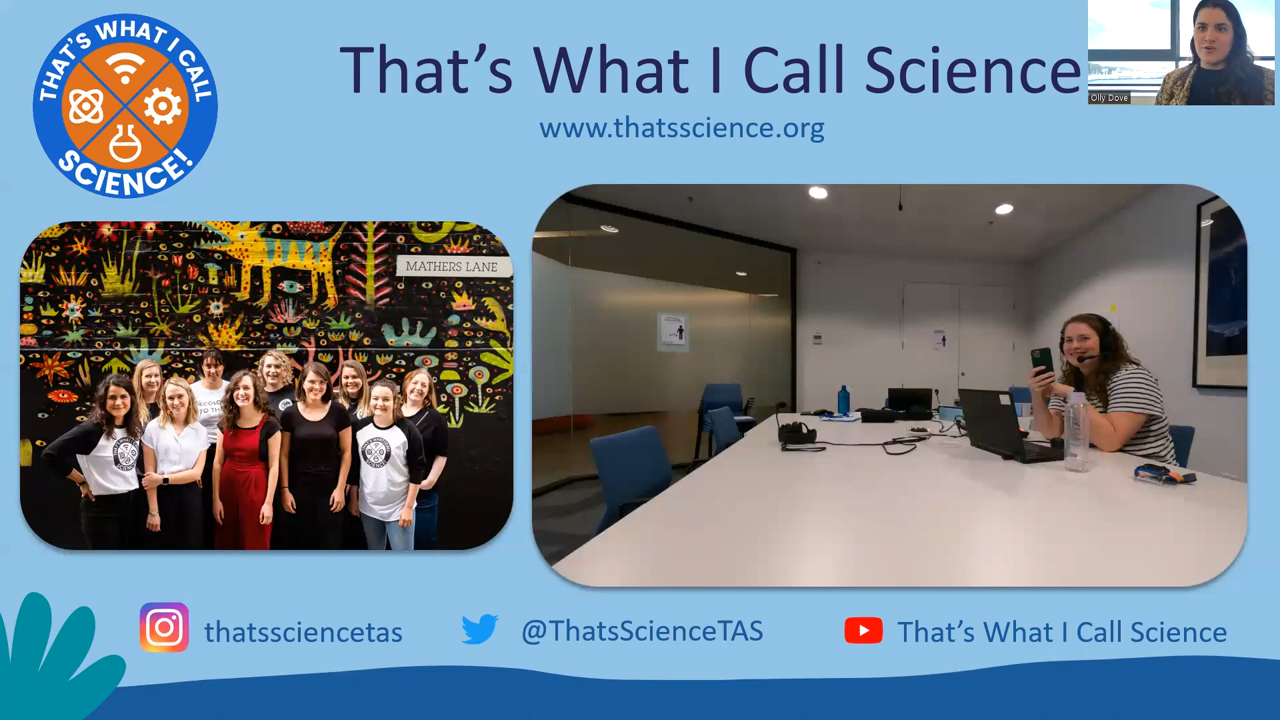 THAT'S WHAT I CALL
SCIENCE!
That's What I Call Science
www.thatsscience.org
Olly Dove
MATHERS LANE
thatssciencetas
@ThatsScienceTAS
That's What I Call Science